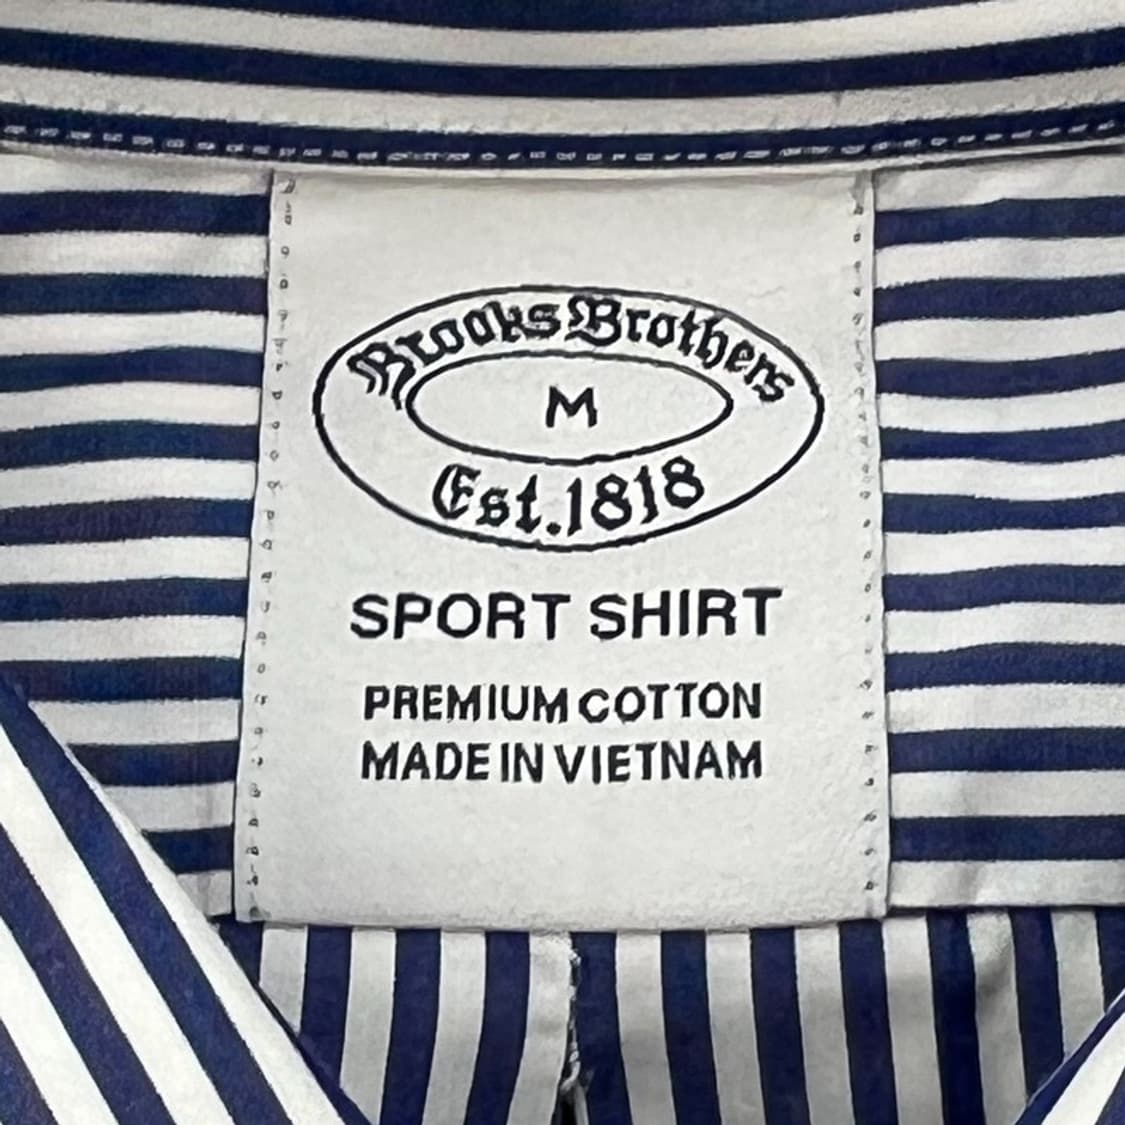 Brooks Brothers
M
Est.1818
SPORT SHIRT
PREMIUM COTTON
MADE IN VIETNAM